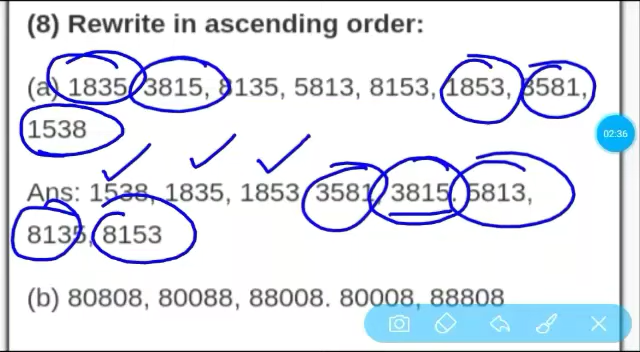 (8) Rewrite in ascending order:
(a) 1835, 3815, 8135, 5813, 8153, 1853, 3581,
1538
02:36
Ans: 1538, 1835, 1853, 3581, 3815. 5813,
8135, 8153
(b) 80808, 80088, 88008. 80008, 88808